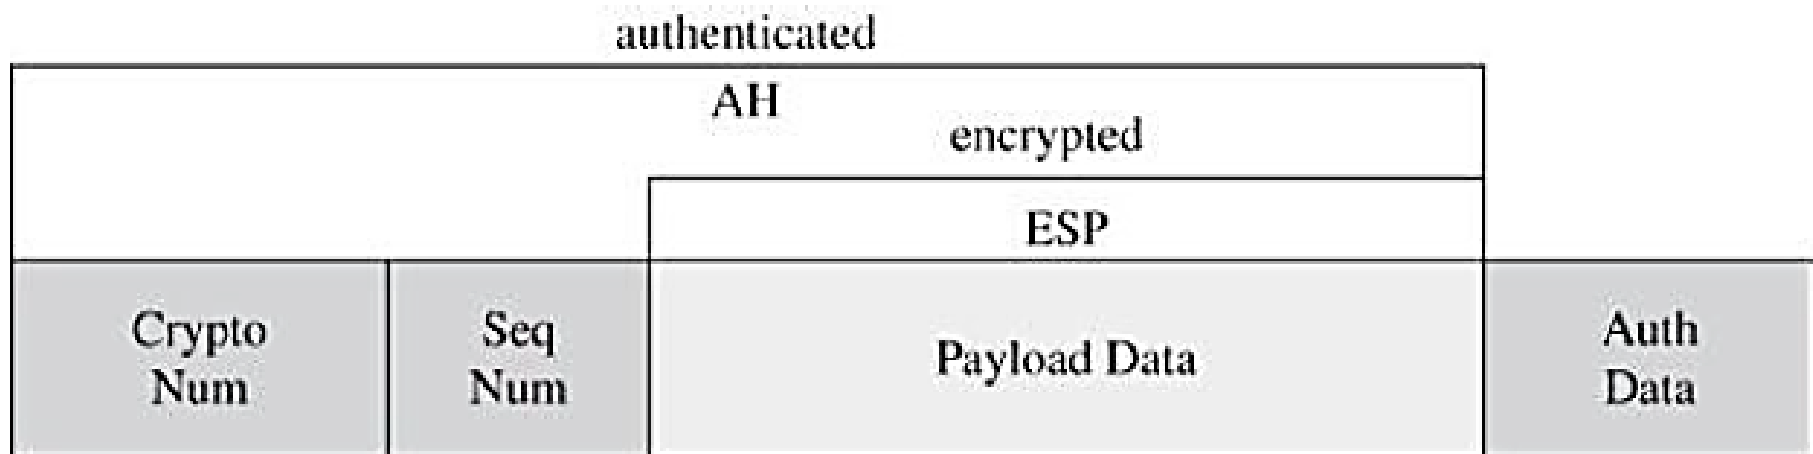 authenticated
AH
encrypted
ESP
Crypto
Num
Seq
Num
Payload Data
Auth
Data